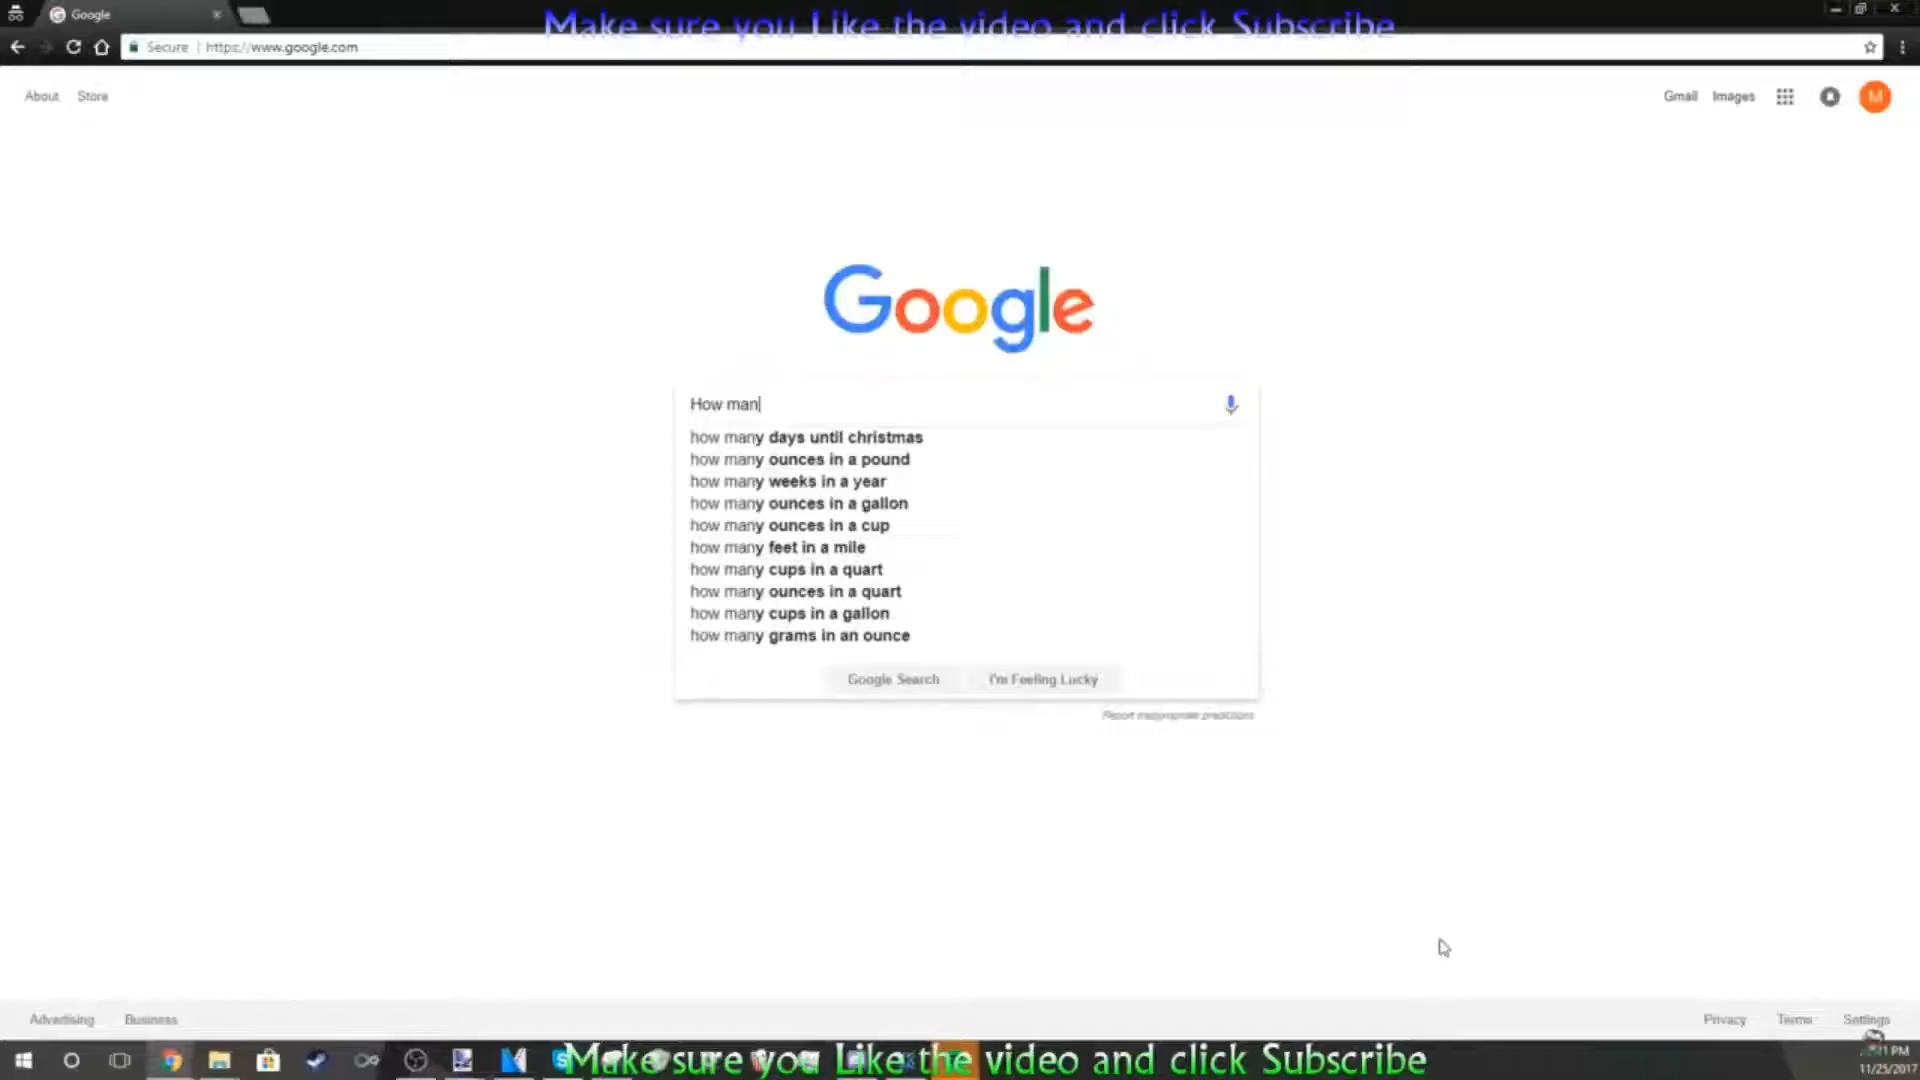 Google
Make sure you Like the video and click Subscribe
Secure | https://www.google.com
About Store
Gmail Images M
Google
How man
how many days until christmas
how many ounces in a pound
how many weeks in a year
how many ounces in a gallon
how many ounces in a cup
how many feet in a mile
how many cups in a quart
how many ounces in a quart
how many cups in a gallon
how many grams in an ounce
Google Search I'm Feeling Lucky
Report inappropriate predictions
Advertising Business
Privacy Terms Settings
Make sure you Like the video and click Subscribe
PM
11/25/2017